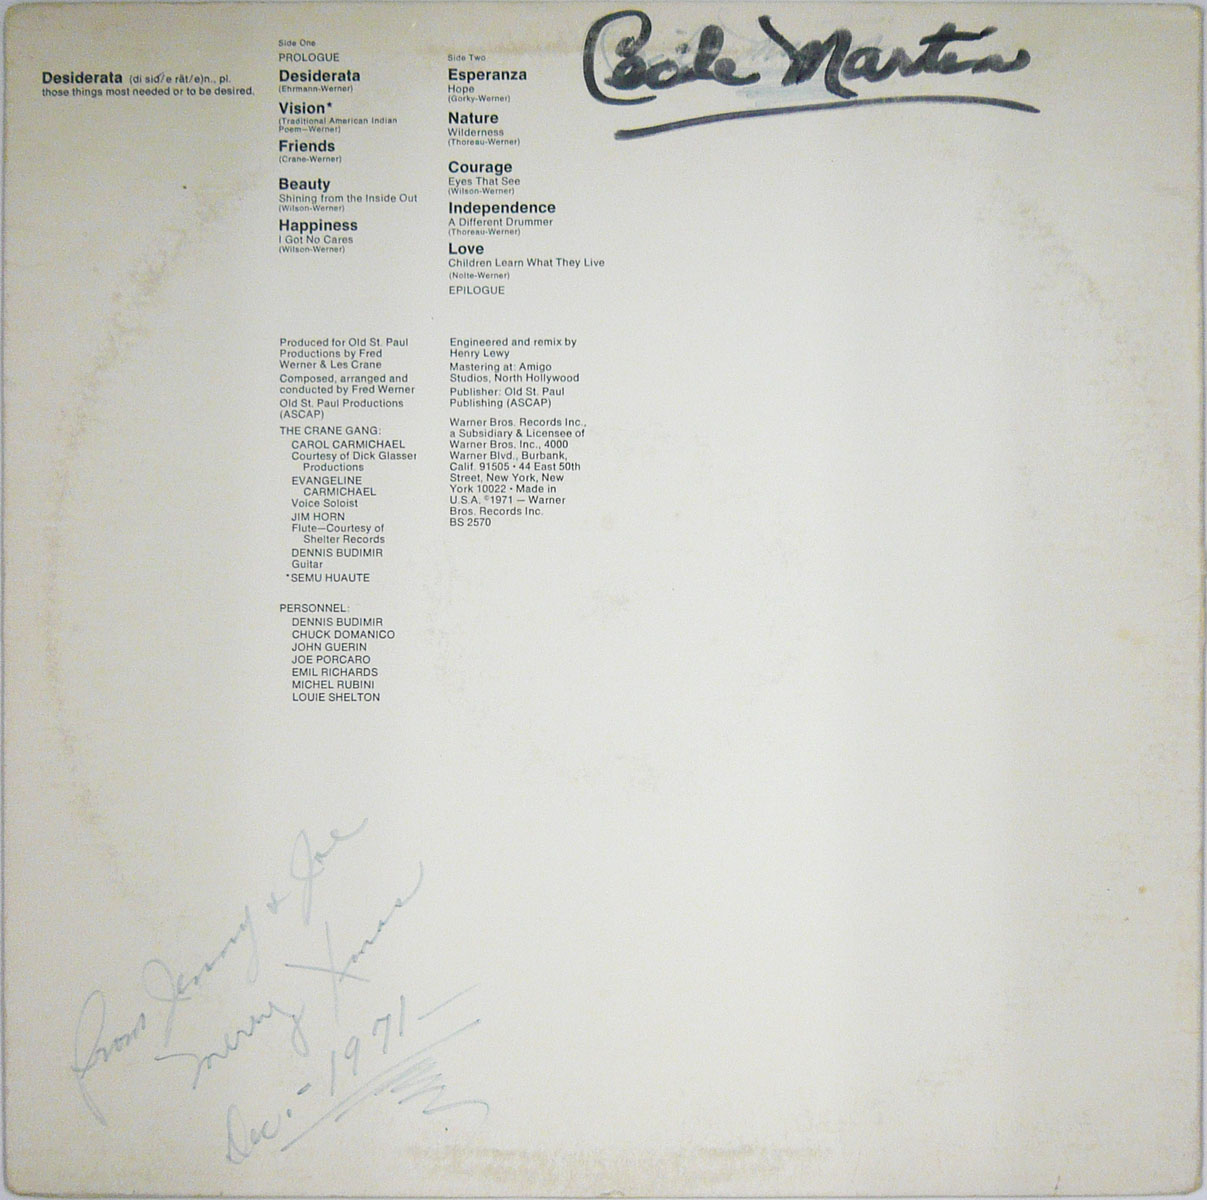 Cecile Martin
Desiderata (di sid/e rāt/e)n., pl.
those things most needed or to be desired.
Side One
PROLOGUE
Desiderata
(Ehrmann-Werner)
Vision*
(Traditional American Indian
Poem—Werner)
Friends
(Crane-Werner)
Beauty
Shining from the Inside Out
(Wilson-Werner)
Happiness
I Got No Cares
(Wilson-Werner)
Side Two
Esperanza
Hope
(Gorky-Werner)
Nature
Wilderness
(Thoreau-Werner)
Courage
Eyes That See
(Wilson-Werner)
Independence
A Different Drummer
(Thoreau-Werner)
Love
Children Learn What They Live
(Nolte-Werner)
EPILOGUE
Produced for Old St. Paul
Productions by Fred
Werner & Les Crane
Composed, arranged and
conducted by Fred Werner
Old St. Paul Productions
(ASCAP)
THE CRANE GANG:
CAROL CARMICHAEL
Courtesy of Dick Glasser
Productions
EVANGELINE
CARMICHAEL
Voice Soloist
JIM HORN
Flute—Courtesy of
Shelter Records
DENNIS BUDIMIR
Guitar
*SEMU HUAUTE
PERSONNEL:
DENNIS BUDIMIR
CHUCK DOMANICO
JOHN GUERIN
JOE PORCARO
EMIL RICHARDS
MICHEL RUBINI
LOUIE SHELTON
Engineered and remix by
Henry Lewy
Mastering at: Amigo
Studios, North Hollywood
Publisher: Old St. Paul
Publishing (ASCAP)
Warner Bros. Records Inc.,
a Subsidiary & Licensee of
Warner Bros. Inc., 4000
Warner Blvd., Burbank,
Calif. 91505 • 44 East 50th
Street, New York, New
York 10022 • Made in
U.S.A. ©1971 — Warner
Bros. Records Inc.
BS 2570
from Jenny & Joe
Merry Xmas
Dec. - 1971 -